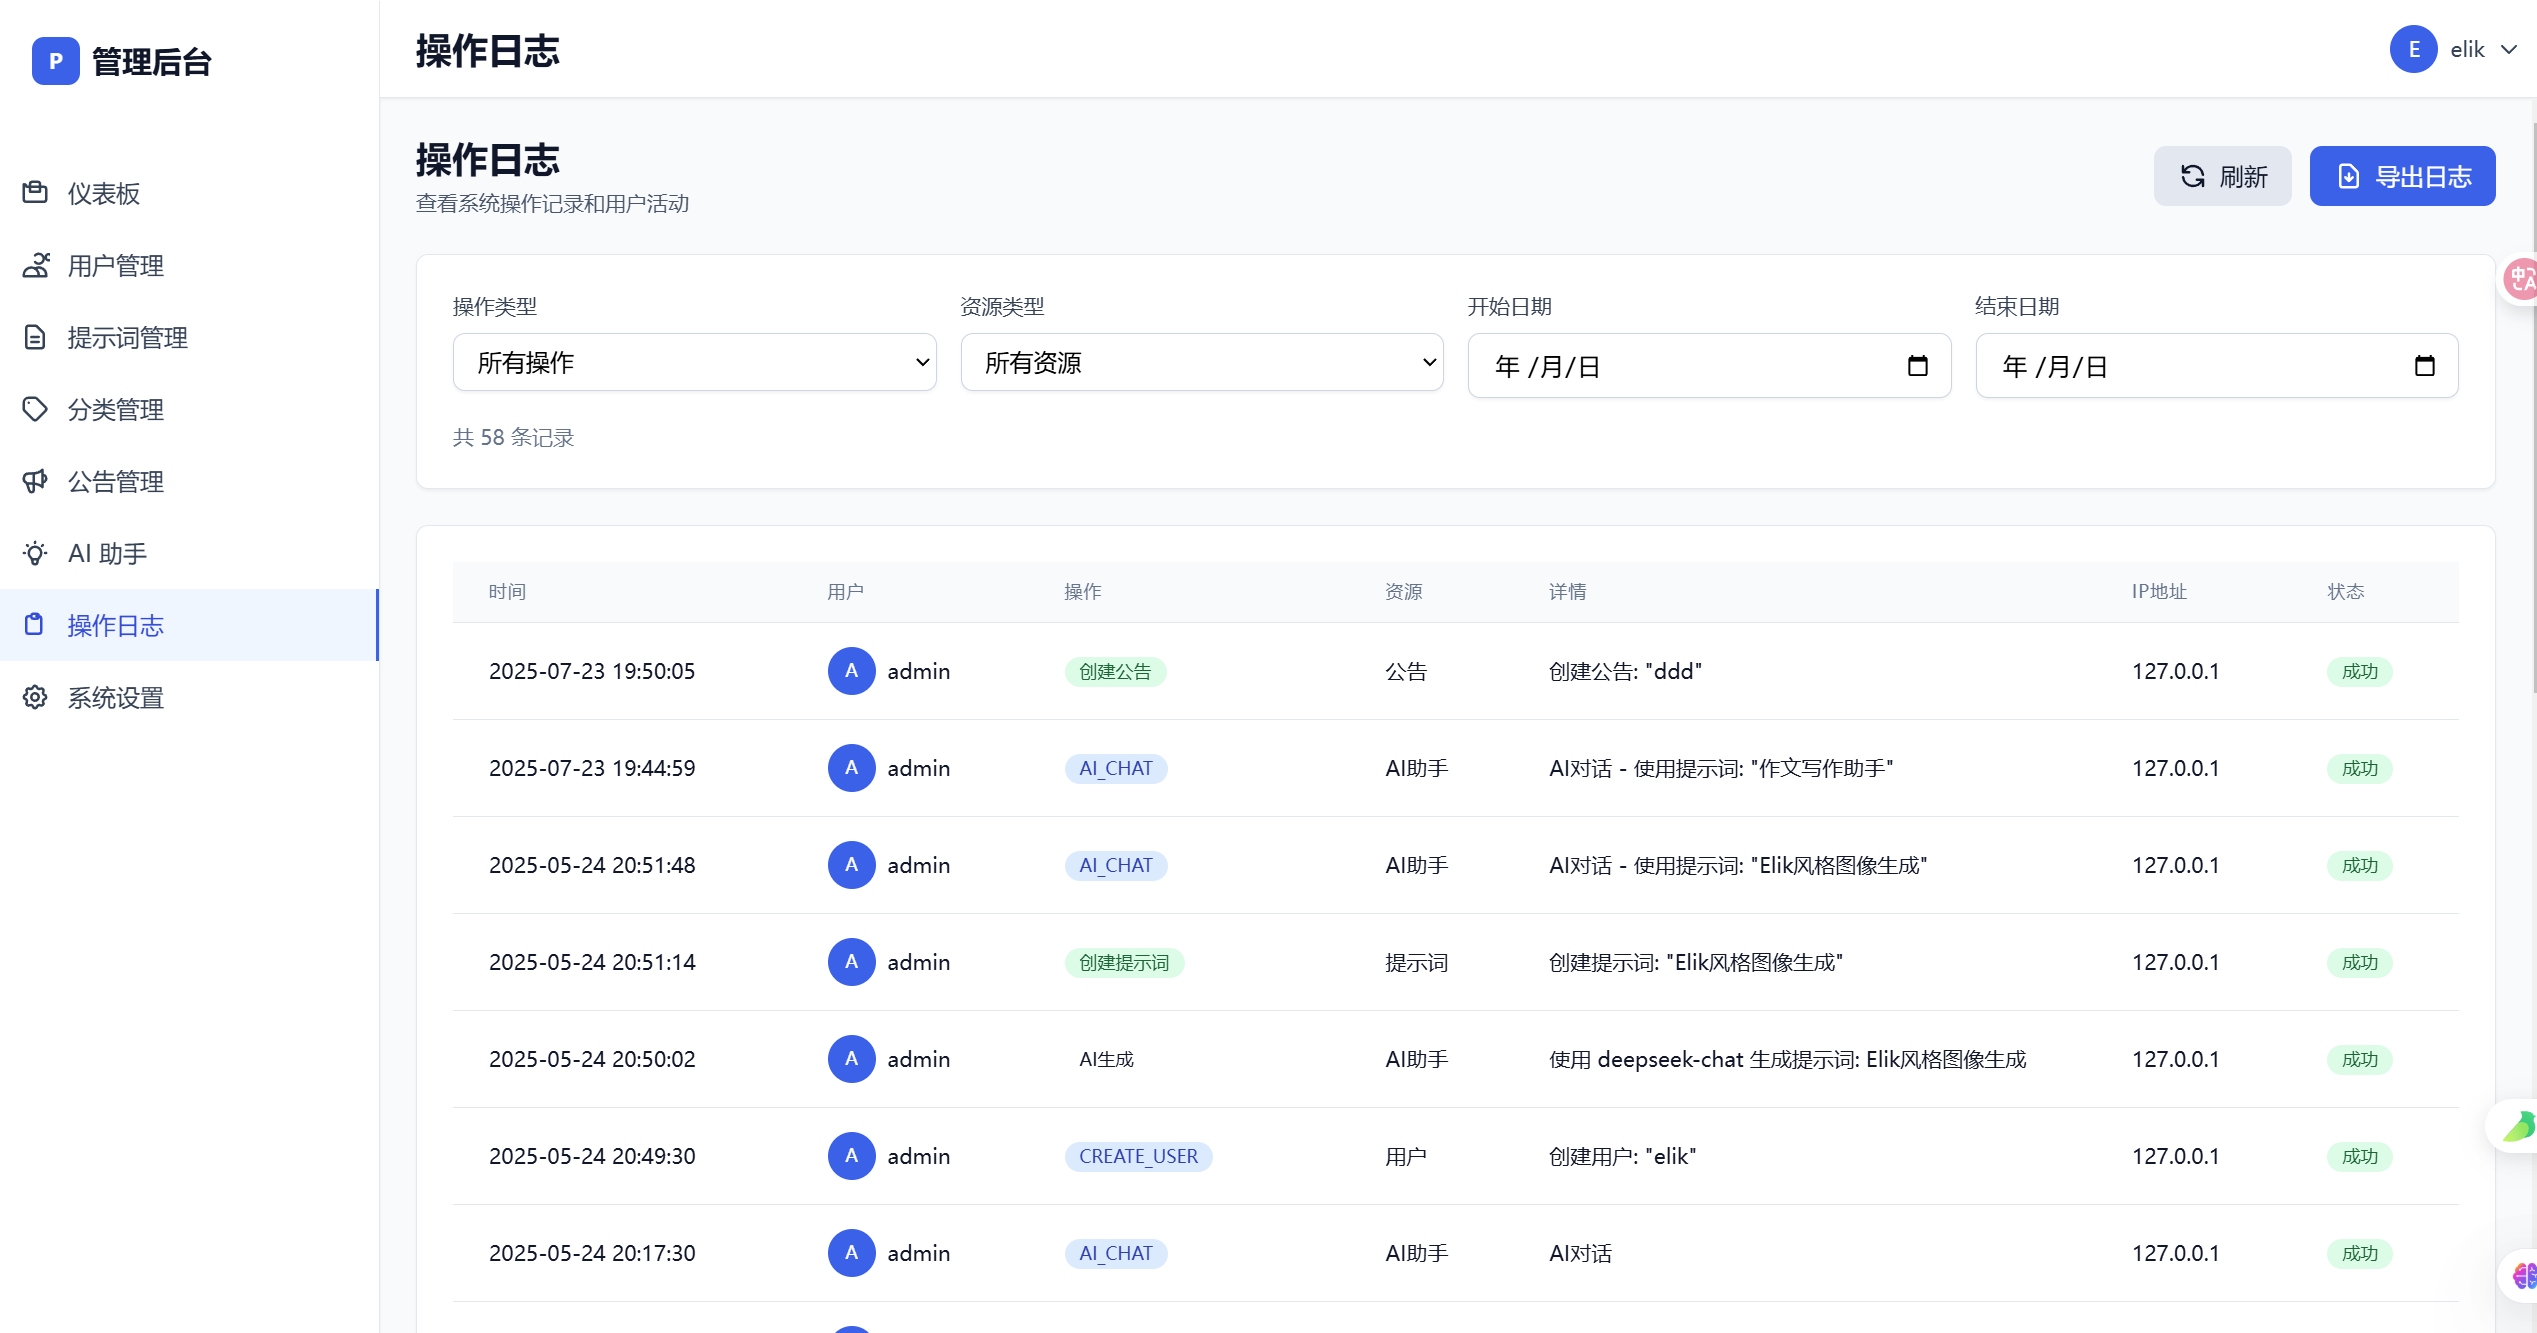 P 管理后台
仪表板
用户管理
提示词管理
分类管理
公告管理
AI 助手
操作日志
系统设置
操作日志
E elik
操作日志
查看系统操作记录和用户活动
刷新 导出日志
操作类型 资源类型 开始日期 结束日期
所有操作 所有资源 年 /月/日 年 /月/日
共 58 条记录
时间 用户 操作 资源 详情 IP地址 状态
2025-07-23 19:50:05 A admin 创建公告 公告 创建公告: "ddd" 127.0.0.1 成功
2025-07-23 19:44:59 A admin AI_CHAT AI助手 AI对话 - 使用提示词: "作文写作助手" 127.0.0.1 成功
2025-05-24 20:51:48 A admin AI_CHAT AI助手 AI对话 - 使用提示词: "Elik风格图像生成" 127.0.0.1 成功
2025-05-24 20:51:14 A admin 创建提示词 提示词 创建提示词: "Elik风格图像生成" 127.0.0.1 成功
2025-05-24 20:50:02 A admin AI生成 AI助手 使用 deepseek-chat 生成提示词: Elik风格图像生成 127.0.0.1 成功
2025-05-24 20:49:30 A admin CREATE_USER 用户 创建用户: "elik" 127.0.0.1 成功
2025-05-24 20:17:30 A admin AI_CHAT AI助手 AI对话 127.0.0.1 成功
中A